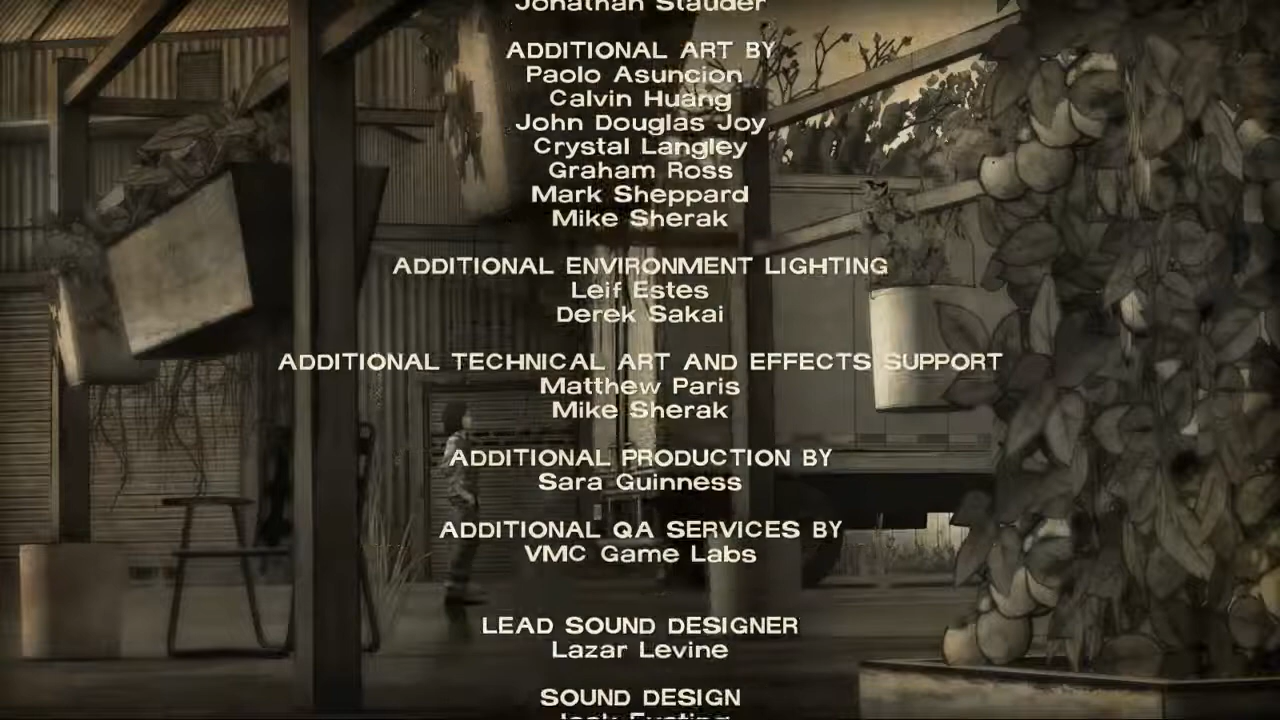 Jonathan Stauder
ADDITIONAL ART BY
Paolo Asuncion
Calvin Huang
John Douglas Joy
Crystal Langley
Graham Ross
Mark Sheppard
Mike Sherak
ADDITIONAL ENVIRONMENT LIGHTING
Leif Estes
Derek Sakai
ADDITIONAL TECHNICAL ART AND EFFECTS SUPPORT
Matthew Paris
Mike Sherak
ADDITIONAL PRODUCTION BY
Sara Guinness
ADDITIONAL QA SERVICES BY
VMC Game Labs
LEAD SOUND DESIGNER
Lazar Levine
SOUND DESIGN